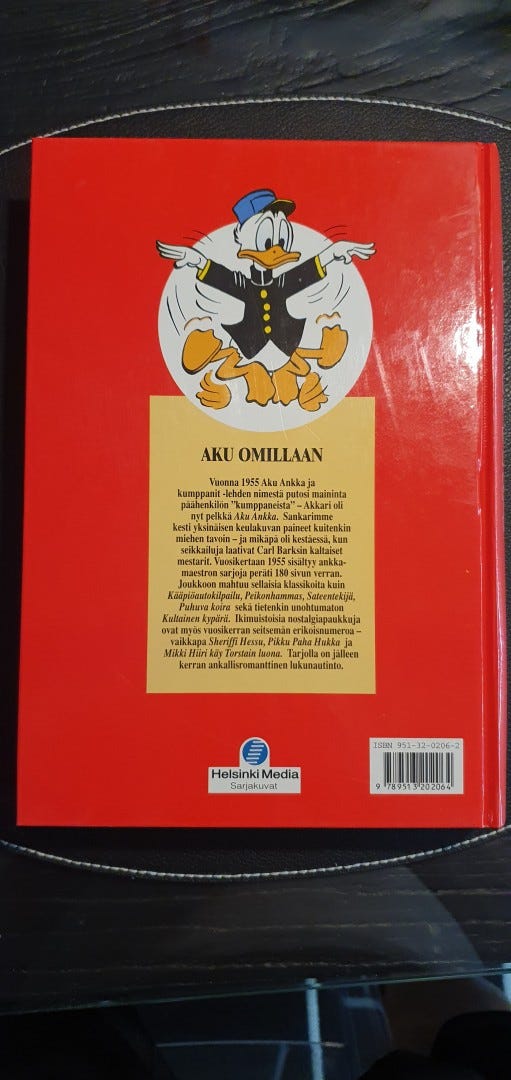 AKU OMILLAAN
Vuonna 1955 Aku Ankka ja
kumppanit -lehden nimestä putosi maininta
päähenkilön "kumppaneista" – Akkari oli
nyt pelkkä Aku Ankka. Sankarimme
kesti yksinäisen keulakuvan paineet kuitenkin
miehen tavoin – ja mikäpä oli kestäessä, kun
seikkailuja laativat Carl Barksin kaltaiset
mestarit. Vuosikertaan 1955 sisältyy ankka-
maestron sarjoja peräti 180 sivun verran.
Joukkoon mahtuu sellaisia klassikoita kuin
Kääpiöautokilpailu, Peikonhammas, Sateentekijä,
Puhuva koira sekä tietenkin unohtumaton
Kultainen kypärä. Ikimuistoisia nostalgiapaukkuja
ovat myös vuosikerran seitsemän erikoisnumeroa –
vaikkapa Sheriffi Hessu, Pikku Paha Hukka ja
Mikki Hiiri käy Torstain luona. Tarjolla on jälleen
kerran ankallisromanttinen lukunautinto.
Helsinki Media
Sarjakuvat
ISBN 951-32-0206-2
9 789513 202064